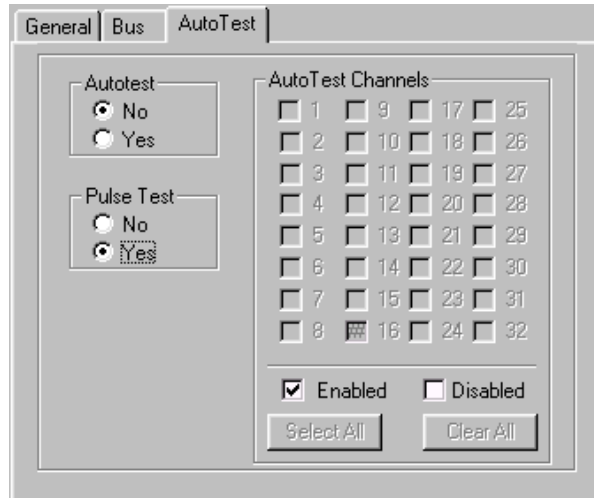 General Bus AutoTest
Autotest
No
Yes
Pulse Test
No
Yes
AutoTest Channels
1 9 17 25
2 10 18 26
3 11 19 27
4 12 20 28
5 13 21 29
6 14 22 30
7 15 23 31
8 16 24 32
Enabled Disabled
Select All Clear All